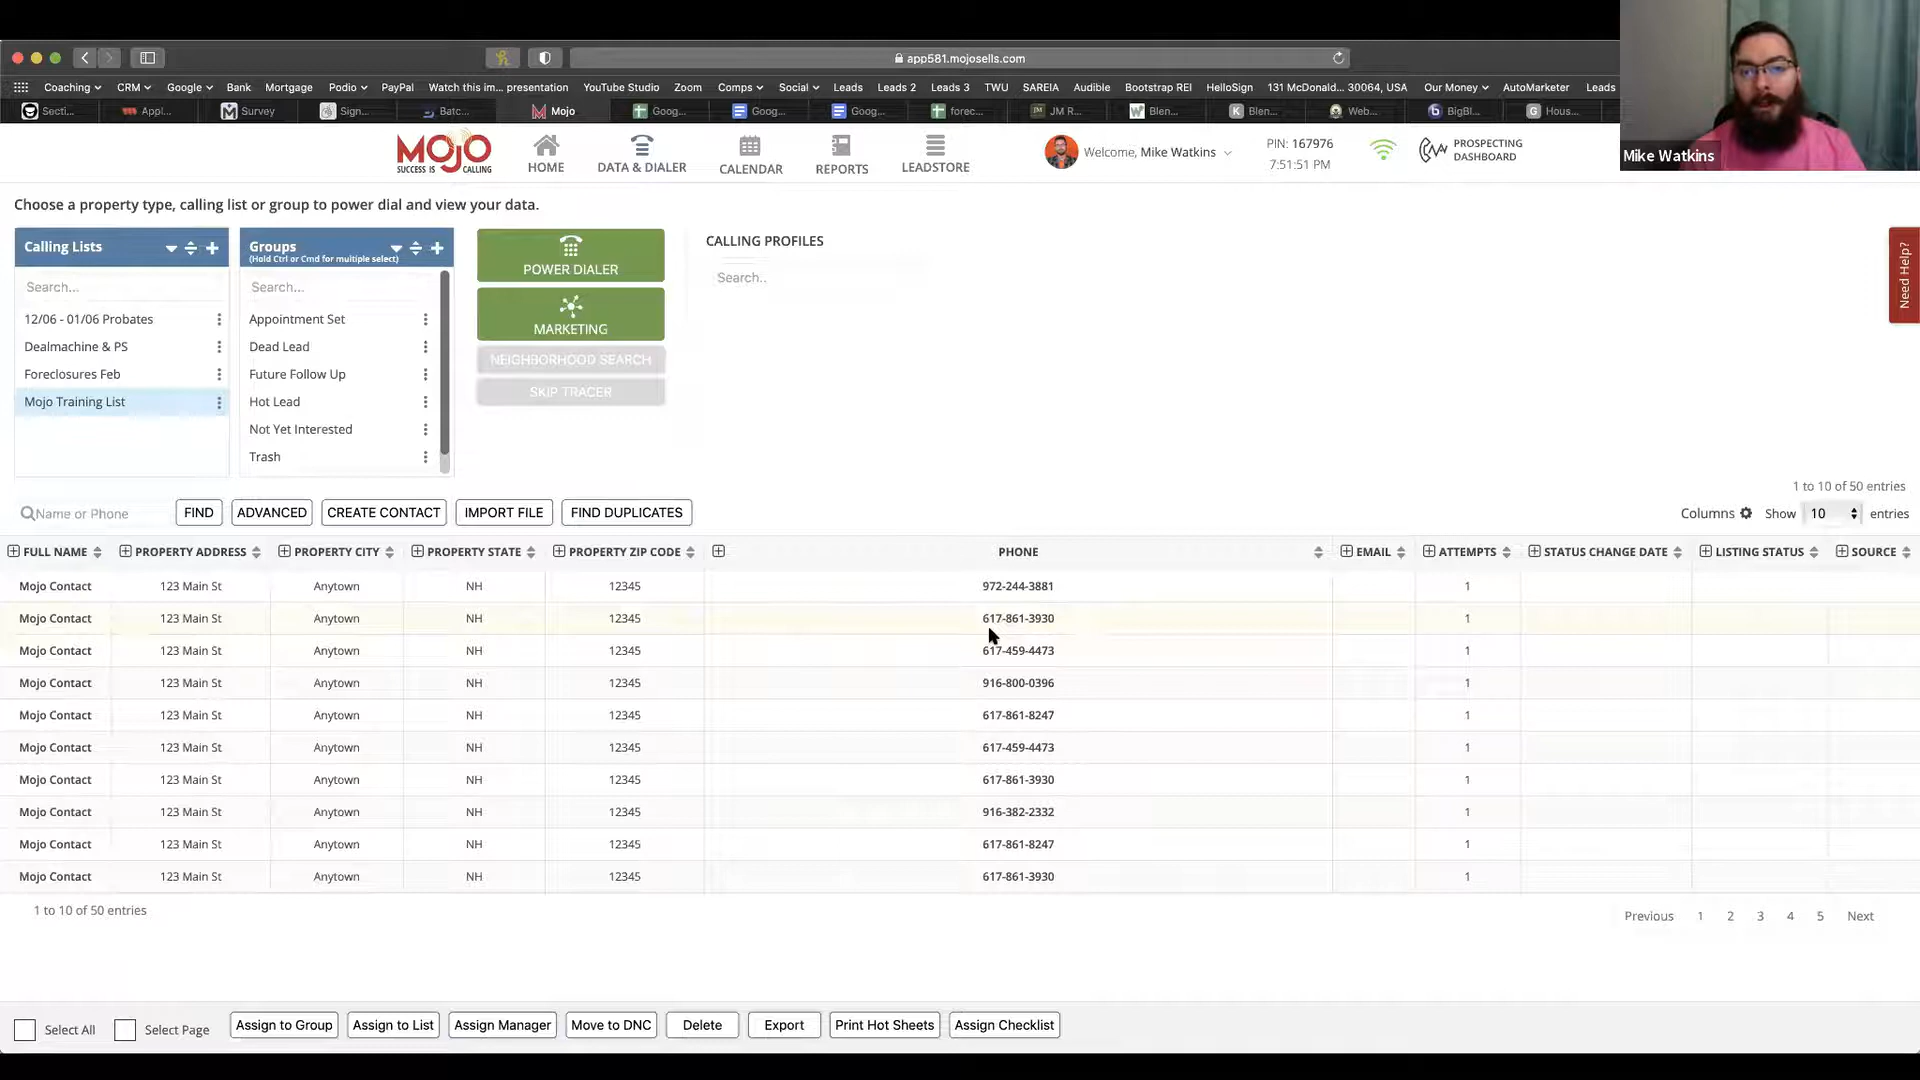 app581.mojosells.com
Coaching CRM Google Bank Mortgage Podio PayPal Watch this im... presentation YouTube Studio Zoom Comps Social Leads Leads 2 Leads 3 TWU SAREIA Audible Bootstrap REI HelloSign 131 McDonal... 30064, USA Our Money AutoMarketer Leads
Secti... Appl... Survey Sign... Batc... Mojo Goog... Goog... Goog... forec... JM R... Blen... Blen... Web... BigBl... Hous...
Mike Watkins
MOJO
SUCCESS IS CALLING
HOME DATA & DIALER CALENDAR REPORTS LEADSTORE
Welcome, Mike Watkins
PIN: 167976
7:51:51 PM
PROSPECTING
DASHBOARD
Choose a property type, calling list or group to power dial and view your data.
Calling Lists
Search...
12/06 - 01/06 Probates
Dealmachine & PS
Foreclosures Feb
Mojo Training List
Groups
(Hold Ctrl or Cmd for multiple select)
Search...
Appointment Set
Dead Lead
Future Follow Up
Hot Lead
Not Yet Interested
Trash
POWER DIALER
MARKETING
NEIGHBORHOOD SEARCH
SKIP TRACER
CALLING PROFILES
Search..
Need Help?
1 to 10 of 50 entries
Name or Phone FIND ADVANCED CREATE CONTACT IMPORT FILE FIND DUPLICATES Columns Show 10 entries
FULL NAME PROPERTY ADDRESS PROPERTY CITY PROPERTY STATE PROPERTY ZIP CODE PHONE EMAIL ATTEMPTS STATUS CHANGE DATE LISTING STATUS SOURCE
Mojo Contact 123 Main St Anytown NH 12345 972-244-3881 1
Mojo Contact 123 Main St Anytown NH 12345 617-861-3930 1
Mojo Contact 123 Main St Anytown NH 12345 617-459-4473 1
Mojo Contact 123 Main St Anytown NH 12345 916-800-0396 1
Mojo Contact 123 Main St Anytown NH 12345 617-861-8247 1
Mojo Contact 123 Main St Anytown NH 12345 617-459-4473 1
Mojo Contact 123 Main St Anytown NH 12345 617-861-3930 1
Mojo Contact 123 Main St Anytown NH 12345 916-382-2332 1
Mojo Contact 123 Main St Anytown NH 12345 617-861-8247 1
Mojo Contact 123 Main St Anytown NH 12345 617-861-3930 1
1 to 10 of 50 entries
Previous 1 2 3 4 5 Next
Select All Select Page Assign to Group Assign to List Assign Manager Move to DNC Delete Export Print Hot Sheets Assign Checklist